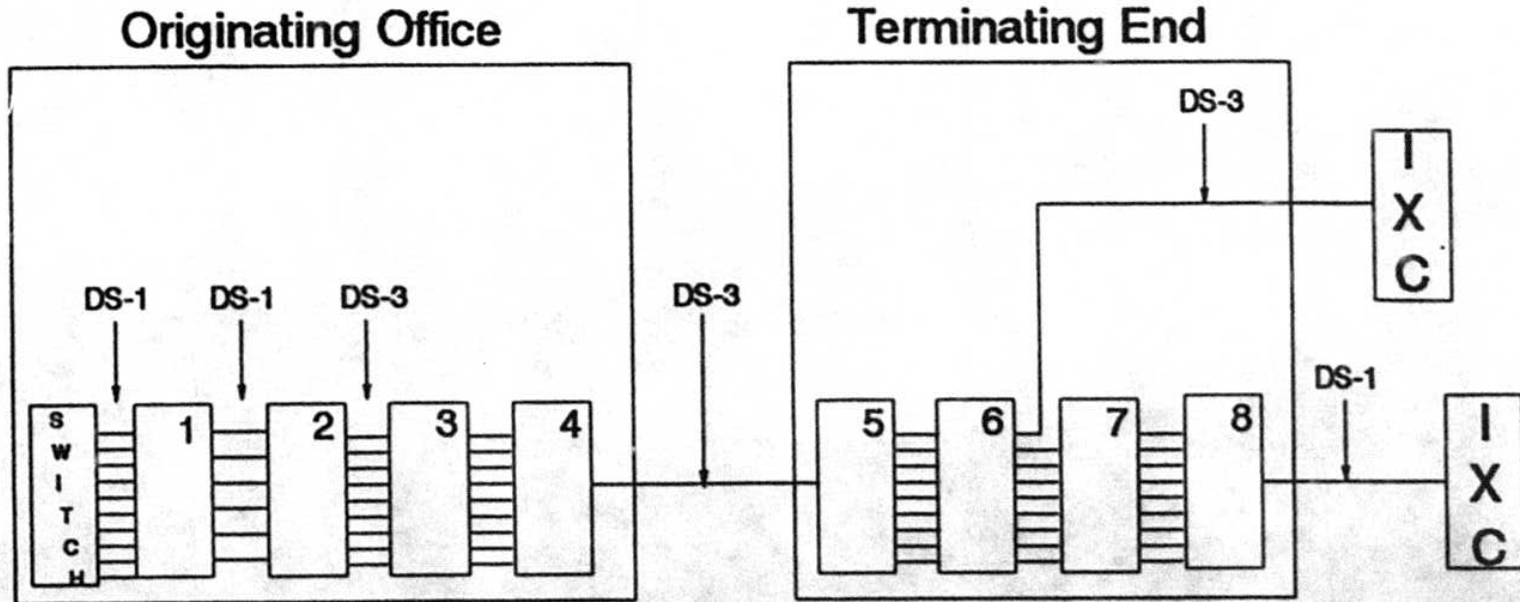 Originating Office
Terminating End
DS-3
I
X
C
DS-1 DS-1 DS-3
DS-3
DS-1
S
W
I
T
C
H
1 2 3 4
5 6 7 8
I
X
C